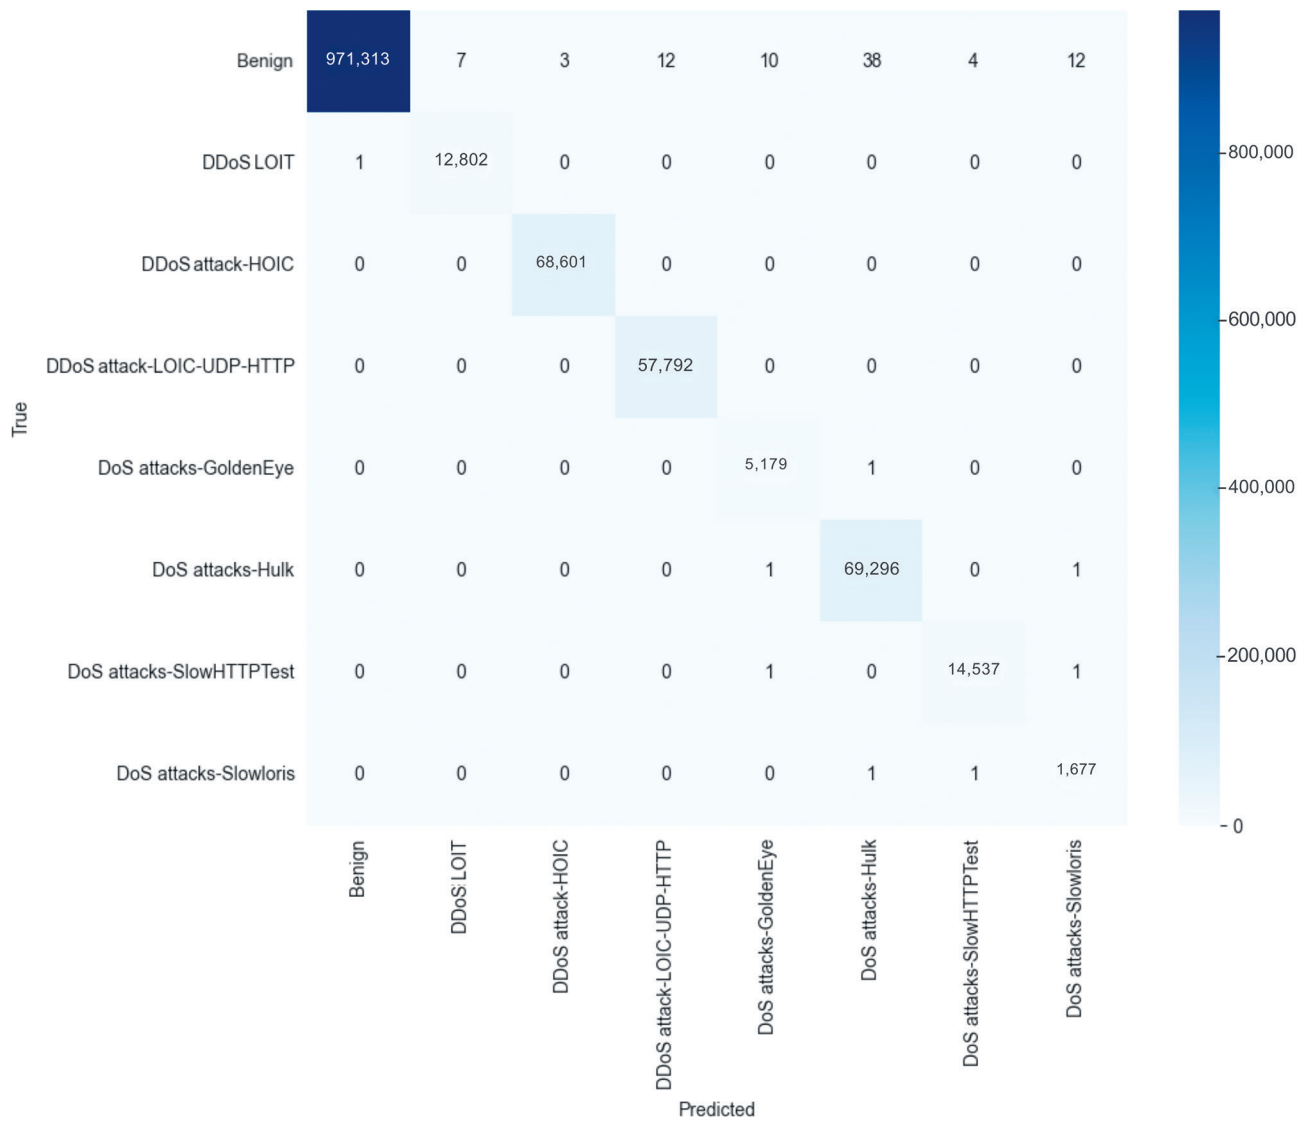 Benign 971,313 7 3 12 10 38 4 12
DDoS LOIT 1 12,802 0 0 0 0 0 0
DDoS attack-HOIC 0 0 68,601 0 0 0 0 0
DDoS attack-LOIC-UDP-HTTP 0 0 0 57,792 0 0 0 0
DoS attacks-GoldenEye 0 0 0 0 5,179 1 0 0
DoS attacks-Hulk 0 0 0 0 1 69,296 0 1
DoS attacks-SlowHTTPTest 0 0 0 0 1 0 14,537 1
DoS attacks-Slowloris 0 0 0 0 0 1 1 1,677
True
Benign
DDoS LOIT
DDoS attack-HOIC
DDoS attack-LOIC-UDP-HTTP
DoS attacks-GoldenEye
DoS attacks-Hulk
DoS attacks-SlowHTTPTest
DoS attacks-Slowloris
Predicted
800,000
600,000
400,000
200,000
0